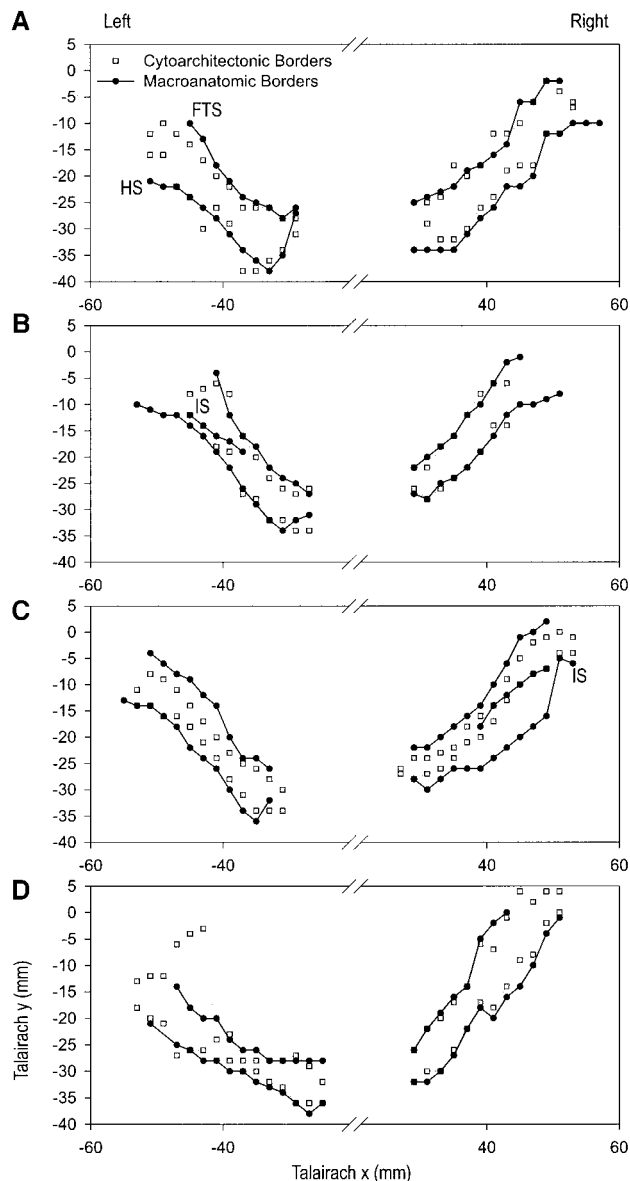 Left Right
A
5
0
-5
-10
-15
-20
-25
-30
-35
-40
Cytoarchitectonic Borders
Macroanatomic Borders
FTS
HS
-60 -40 40 60
B
5
0
-5
-10
-15
-20
-25
-30
-35
-40
IS
-60 -40 40 60
C
5
0
-5
-10
-15
-20
-25
-30
-35
-40
IS
-60 -40 40 60
D
5
0
-5
-10
-15
-20
-25
-30
-35
-40
Talairach y (mm)
-60 -40 40 60
Talairach x (mm)